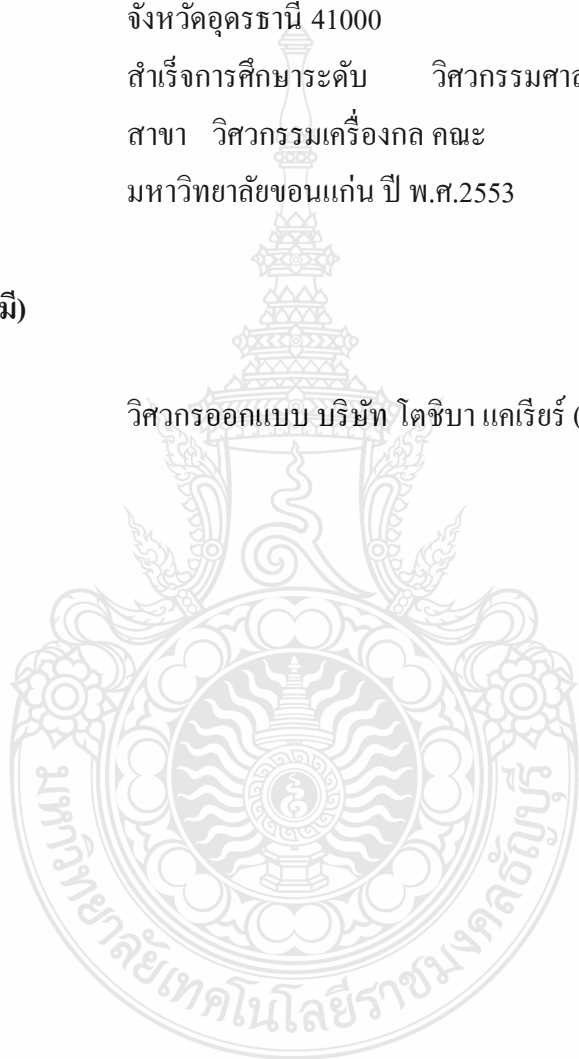 จังหวัดอุดรธานี 41000
สำเร็จการศึกษาระดับ วิศวกรรมศาส
สาขา วิศวกรรมเครื่องกล คณะ
มหาวิทยาลัยขอนแก่น ปี พ.ศ.2553
มี)
วิศวกรออกแบบ บริษัท โตชิบา แคเรียร์ (
มหาวิทยาลัยเทคโนโลยีราชมงคลธัญบุรี